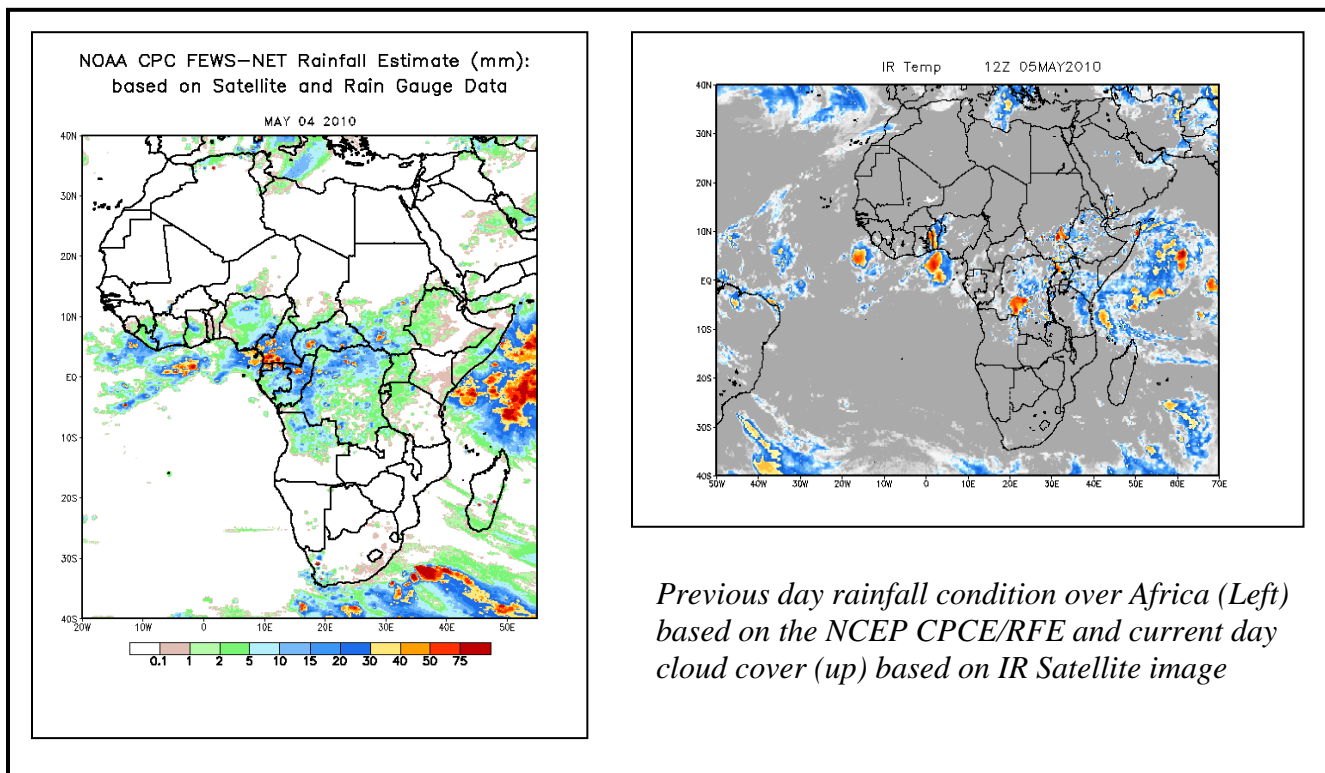 NOAA CPC FEWS-NET Rainfall Estimate (mm):
based on Satellite and Rain Gauge Data
MAY 04 2010
40N
30N
20N
10N
EQ
10S
20S
30S
40S
20W 10W 0 10E 20E 30E 40E 50E
0.1 1 2 5 10 15 20 30 40 50 75
IR Temp 12Z 05MAY2010
40N
30N
20N
10N
EQ
10S
20S
30S
40S
50W 40W 30W 20W 10W 0 10E 20E 30E 40E 50E 60E 70E
Previous day rainfall condition over Africa (Left)
based on the NCEP CPCE/RFE and current day
cloud cover (up) based on IR Satellite image